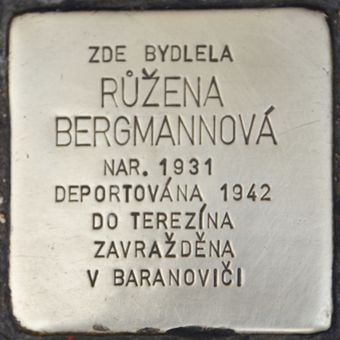 ZDE BYDLELA
RŮŽENA
BERGMANNOVÁ
NAR. 1931
DEPORTOVÁNA 1942
DO TEREZÍNA
ZAVRAŽDĚNA
V BARANOVIČI